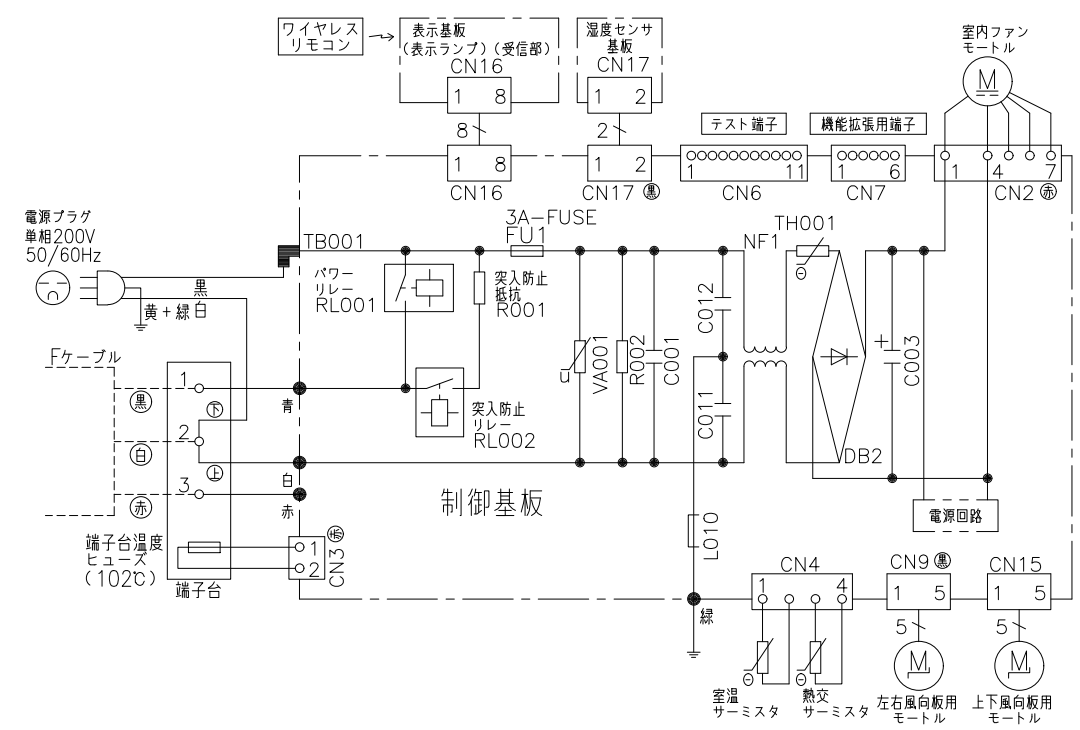 ワイヤレス
リモコン
表示基板
(表示ランプ)(受信部)
CN16
1 8
8
1 8
CN16
湿度センサ
基板
CN17
1 2
2
1 2
CN17 黒
テスト端子
1 11
CN6
機能拡張用端子
1 6
CN7
室内ファン
モートル
M
1 4 7
CN2 赤
電源プラグ
単相200V
50/60Hz
黒
白
黄+緑
TB001
パワー
リレー
RL001
突入防止
抵抗
R001
3A-FUSE
FU1
突入防止
リレー
RL002
u
VA001
R002
C001
C012
C011
NF1
TH001
θ
DB2
+
C003
電源回路
L010
Fケーブル
黒
白
赤
1
2
3
下
上
青
白
赤
制御基板
端子台温度
ヒューズ
(102℃)
端子台
1
2
CN3 赤
緑
CN4
1 4
θ
θ
室温
サーミスタ
熱交
サーミスタ
CN9 黒
1 5
5
M
左右風向板用
モートル
CN15
1 5
5
M
上下風向板用
モートル